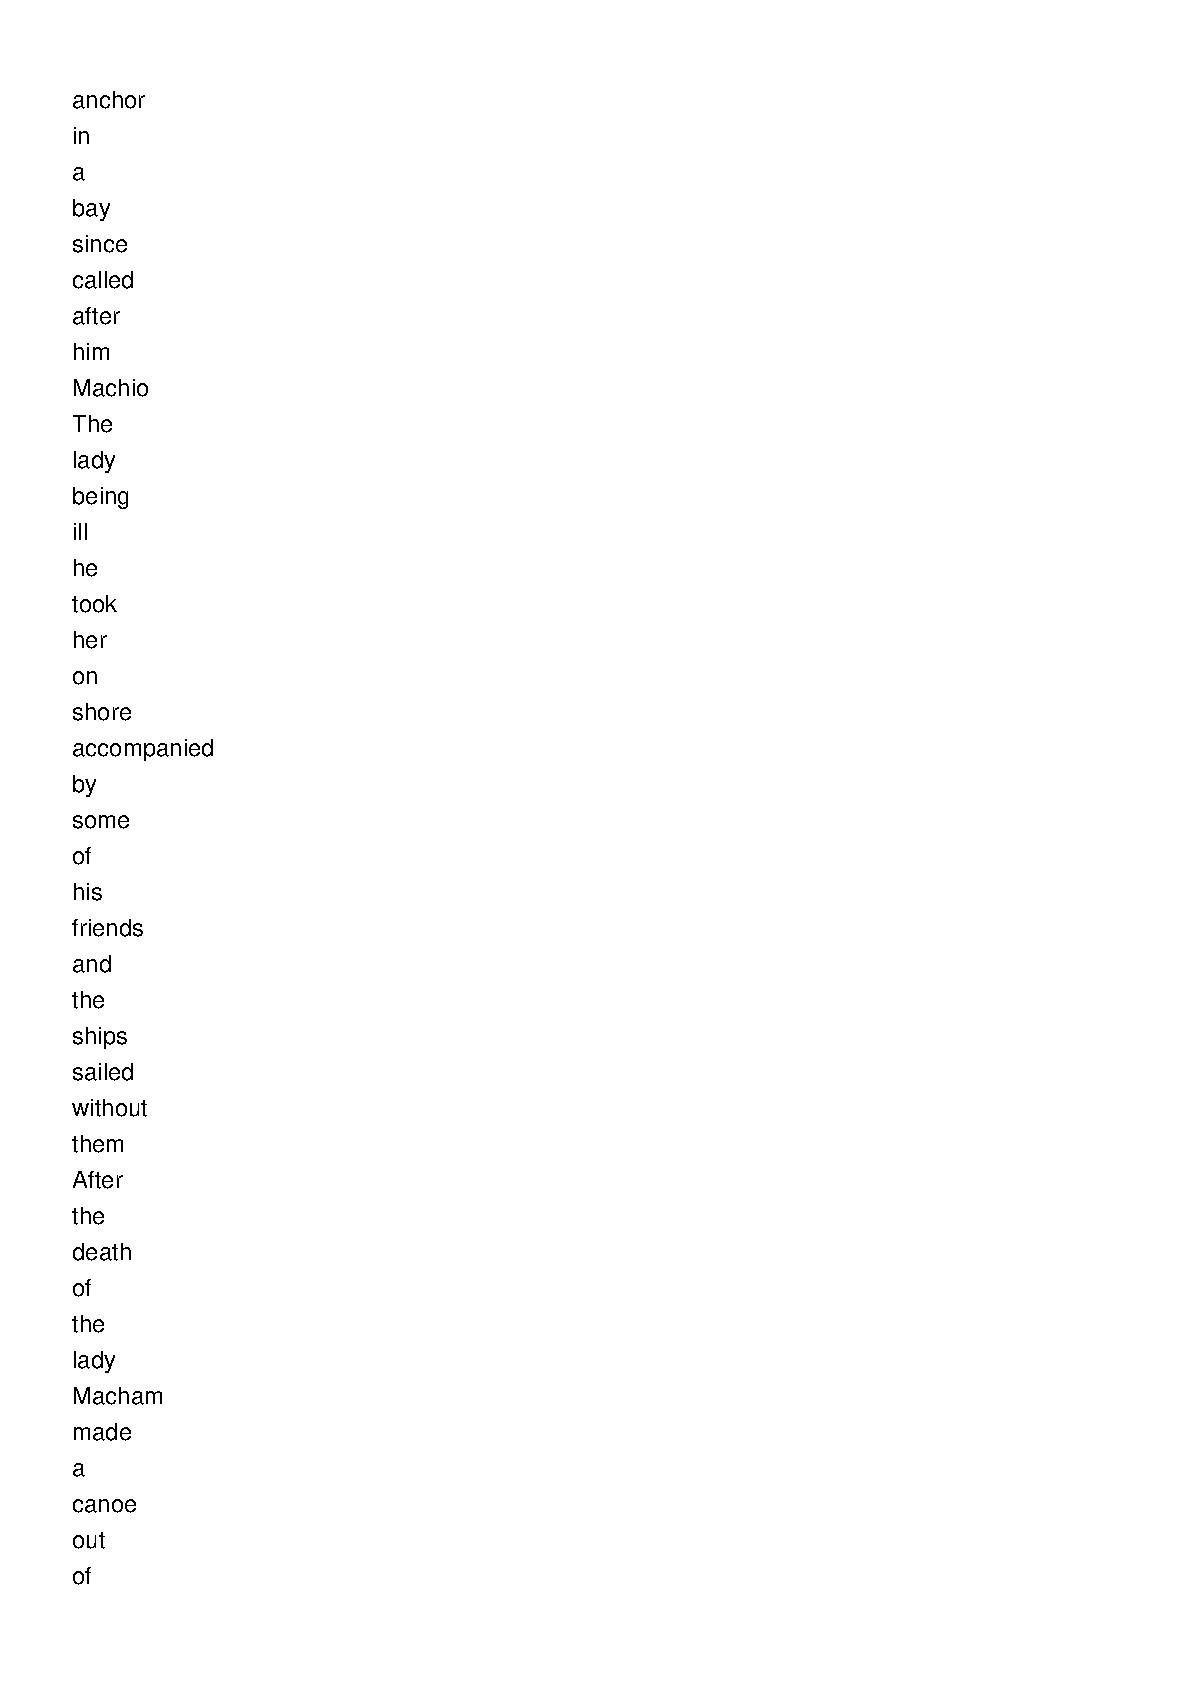 anchor
in
a
bay
since
called
after
him
Machio
The
lady
being
ill
he
took
her
on
shore
accompanied
by
some
of
his
friends
and
the
ships
sailed
without
them
After
the
death
of
the
lady
Macham
made
a
canoe
out
of